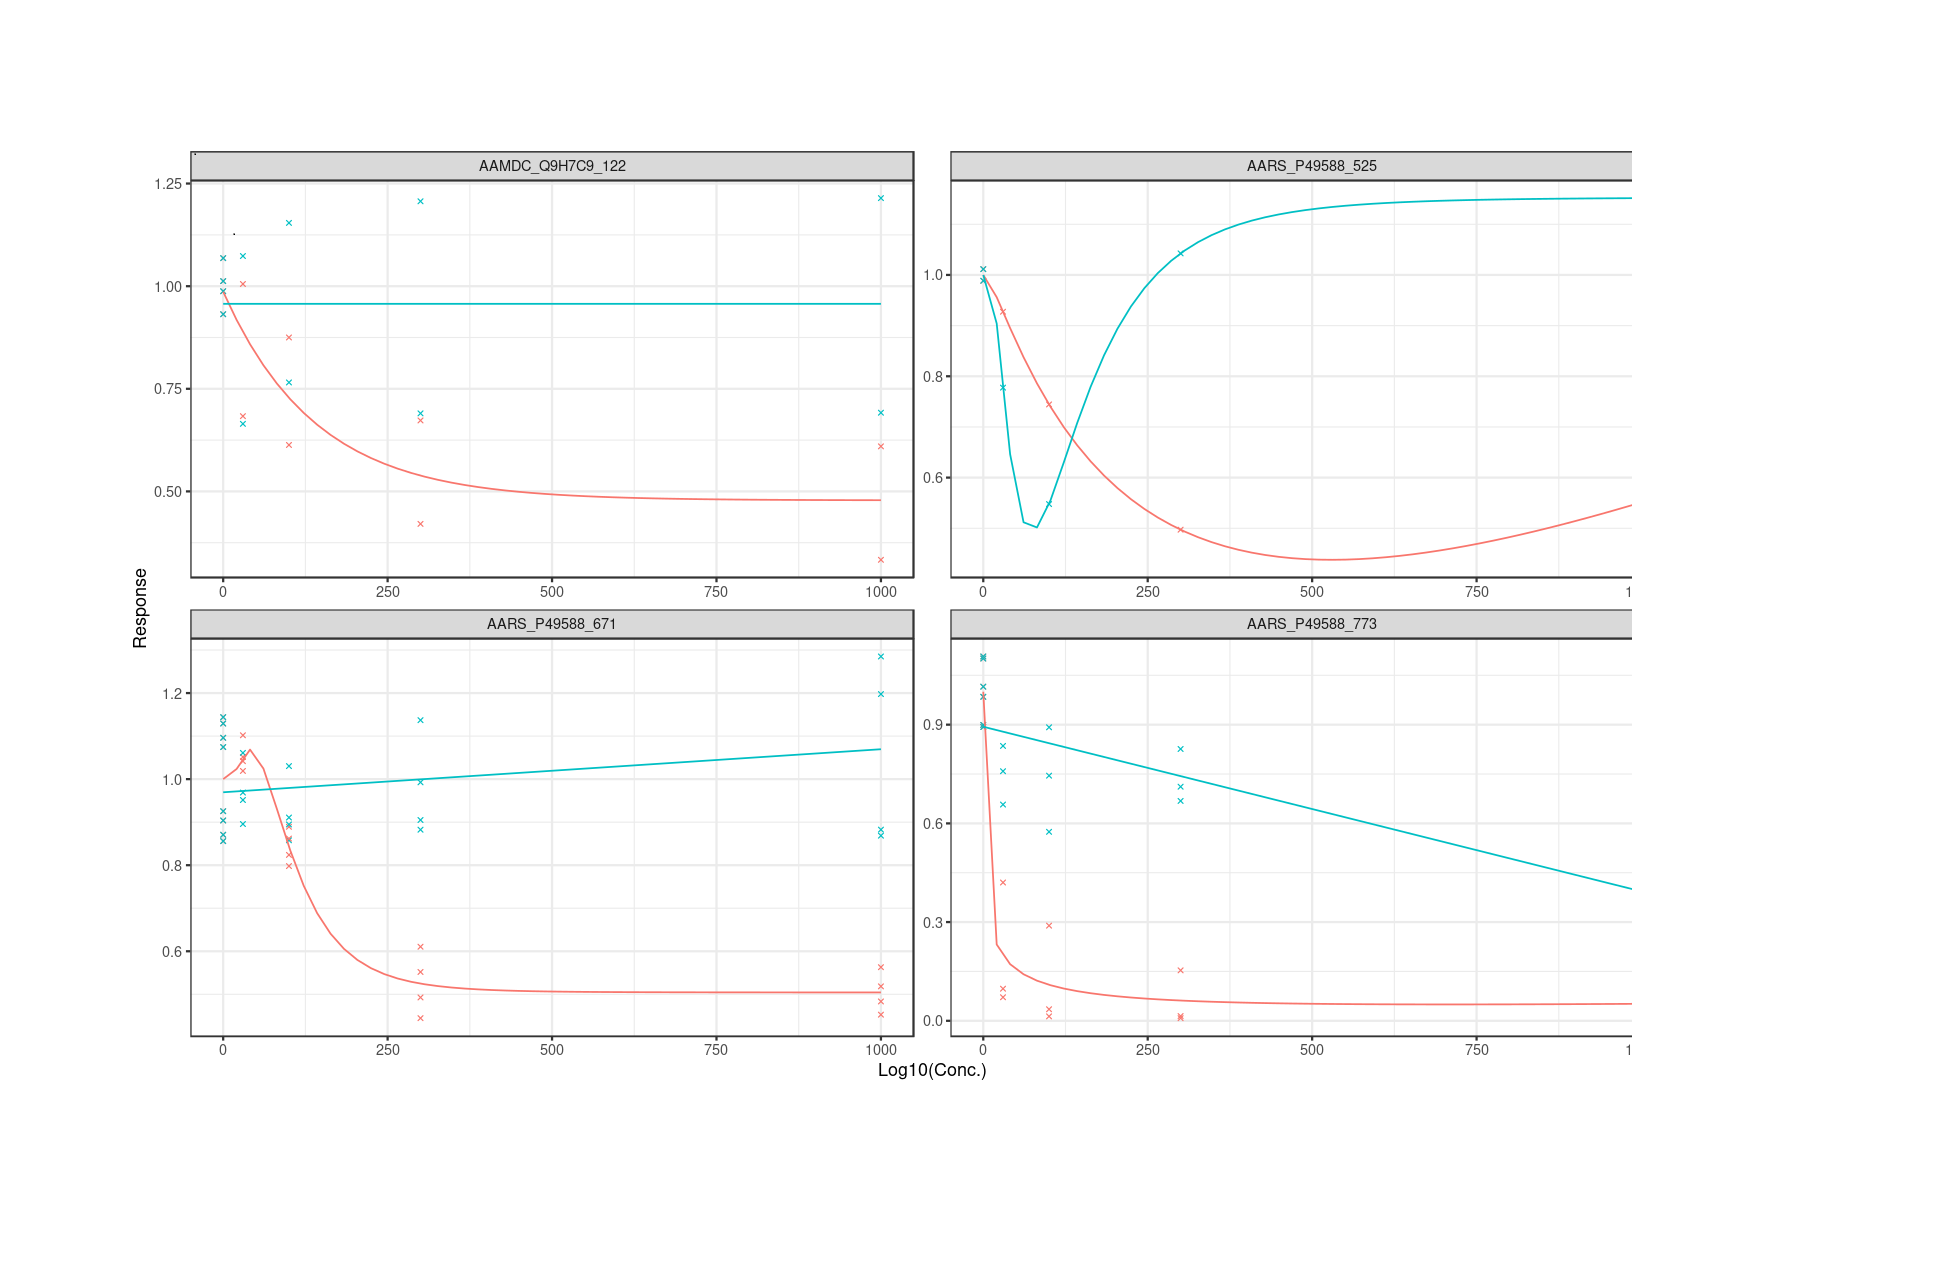 AAMDC_Q9H7C9_122
AARS_P49588_525
1.25
1.00
0.75
0.50
1.0
0.8
0.6
0 250 500 750 1000
0 250 500 750 1
Response
AARS_P49588_671
AARS_P49588_773
1.2
1.0
0.8
0.6
0.9
0.6
0.3
0.0
0 250 500 750 1000
0 250 500 750 1
Log10(Conc.)